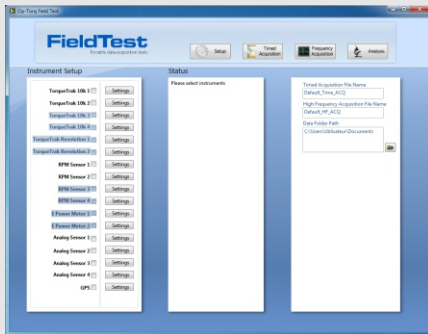 Op-Tony Field Test
FieldTest
Portable data acquisition tools
Setup
Timed
Acquisition
Frequency
Acquisition
Analysis
Instrument Setup
Status
TorqueTrak 10k 1 Settings
TorqueTrak 10k 2 Settings
TorqueTrak 10k 3 Settings
TorqueTrak 10k 4 Settings
TorqueTrak Revolution 1 Settings
TorqueTrak Revolution 2 Settings
RPM Sensor 1 Settings
RPM Sensor 2 Settings
RPM Sensor 3 Settings
RPM Sensor 4 Settings
E Power Meter 1 Settings
E Power Meter 2 Settings
Analog Sensor 1 Settings
Analog Sensor 2 Settings
Analog Sensor 3 Settings
Analog Sensor 4 Settings
GPS Settings
Please select instruments
Timed Acquisition File Name
Default_Time_ACQ
High Frequency Acquisition File Name
Default_HF_ACQ
Data Folder Path
C:\Users\Utilisateur\Documents